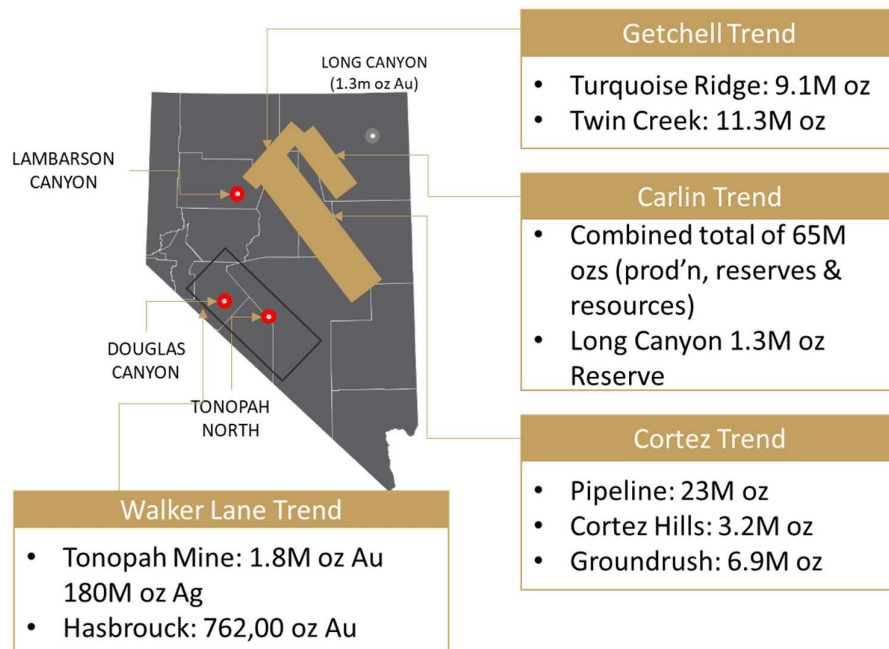 LONG CANYON
(1.3m oz Au)
LAMBARSON
CANYON
DOUGLAS
CANYON
TONOPAH
NORTH
Getchell Trend
• Turquoise Ridge: 9.1M oz
• Twin Creek: 11.3M oz
Carlin Trend
• Combined total of 65M
ozs (prod’n, reserves &
resources)
• Long Canyon 1.3M oz
Reserve
Cortez Trend
• Pipeline: 23M oz
• Cortez Hills: 3.2M oz
• Groundrush: 6.9M oz
Walker Lane Trend
• Tonopah Mine: 1.8M oz Au
180M oz Ag
• Hasbrouck: 762,00 oz Au